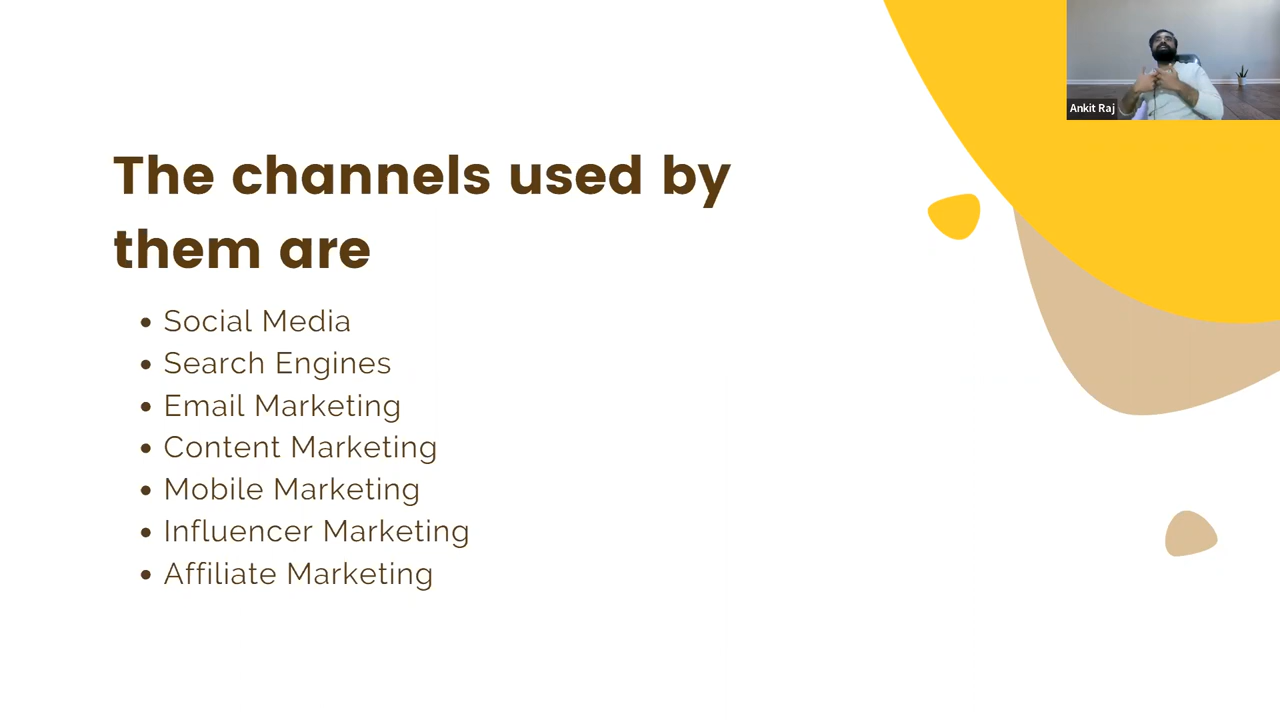 The channels used by
them are
• Social Media
• Search Engines
• Email Marketing
• Content Marketing
• Mobile Marketing
• Influencer Marketing
• Affiliate Marketing
Ankit Raj